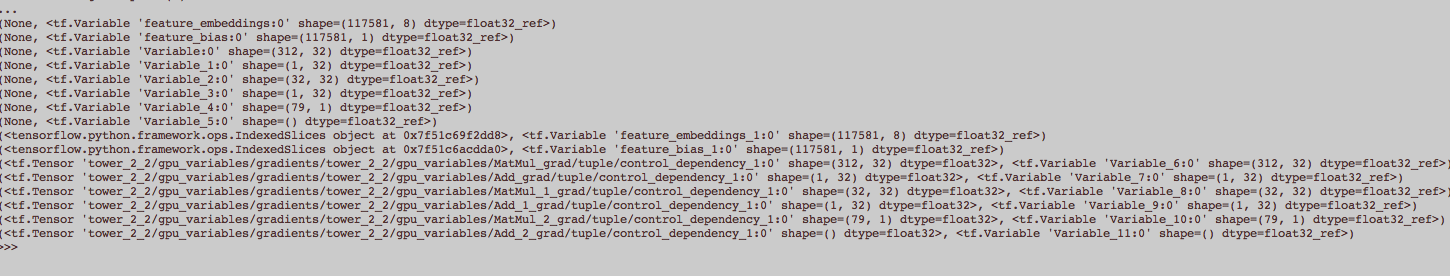 ...
(None, <tf.Variable 'feature_embeddings:0' shape=(117581, 8) dtype=float32_ref>)
(None, <tf.Variable 'feature_bias:0' shape=(117581, 1) dtype=float32_ref>)
(None, <tf.Variable 'Variable:0' shape=(312, 32) dtype=float32_ref>)
(None, <tf.Variable 'Variable_1:0' shape=(1, 32) dtype=float32_ref>)
(None, <tf.Variable 'Variable_2:0' shape=(32, 32) dtype=float32_ref>)
(None, <tf.Variable 'Variable_3:0' shape=(1, 32) dtype=float32_ref>)
(None, <tf.Variable 'Variable_4:0' shape=(79, 1) dtype=float32_ref>)
(None, <tf.Variable 'Variable_5:0' shape=() dtype=float32_ref>)
(<tensorflow.python.framework.ops.IndexedSlices object at 0x7f51c69f2dd8>, <tf.Variable 'feature_embeddings_1:0' shape=(117581, 8) dtype=float32_ref>)
(<tensorflow.python.framework.ops.IndexedSlices object at 0x7f51c6acdda0>, <tf.Variable 'feature_bias_1:0' shape=(117581, 1) dtype=float32_ref>)
(<tf.Tensor 'tower_2_2/gpu_variables/gradients/tower_2_2/gpu_variables/MatMul_grad/tuple/control_dependency_1:0' shape=(312, 32) dtype=float32>, <tf.Variable 'Variable_6:0' shape=(312, 32) dtype=float32_ref>)
(<tf.Tensor 'tower_2_2/gpu_variables/gradients/tower_2_2/gpu_variables/Add_grad/tuple/control_dependency_1:0' shape=(1, 32) dtype=float32>, <tf.Variable 'Variable_7:0' shape=(1, 32) dtype=float32_ref>)
(<tf.Tensor 'tower_2_2/gpu_variables/gradients/tower_2_2/gpu_variables/MatMul_1_grad/tuple/control_dependency_1:0' shape=(32, 32) dtype=float32>, <tf.Variable 'Variable_8:0' shape=(32, 32) dtype=float32_ref>)
(<tf.Tensor 'tower_2_2/gpu_variables/gradients/tower_2_2/gpu_variables/Add_1_grad/tuple/control_dependency_1:0' shape=(1, 32) dtype=float32>, <tf.Variable 'Variable_9:0' shape=(1, 32) dtype=float32_ref>)
(<tf.Tensor 'tower_2_2/gpu_variables/gradients/tower_2_2/gpu_variables/MatMul_2_grad/tuple/control_dependency_1:0' shape=(79, 1) dtype=float32>, <tf.Variable 'Variable_10:0' shape=(79, 1) dtype=float32_ref>)
(<tf.Tensor 'tower_2_2/gpu_variables/gradients/tower_2_2/gpu_variables/Add_2_grad/tuple/control_dependency_1:0' shape=() dtype=float32>, <tf.Variable 'Variable_11:0' shape=() dtype=float32_ref>)
>>>